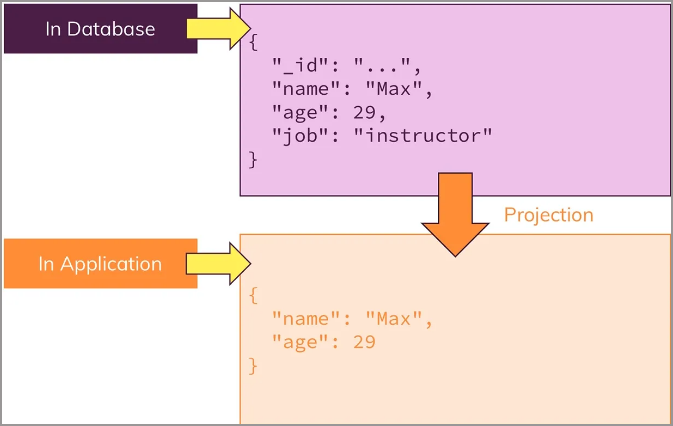 In Database
{
"_id": "...",
"name": "Max",
"age": 29,
"job": "instructor"
}
Projection
In Application
{
"name": "Max",
"age": 29
}